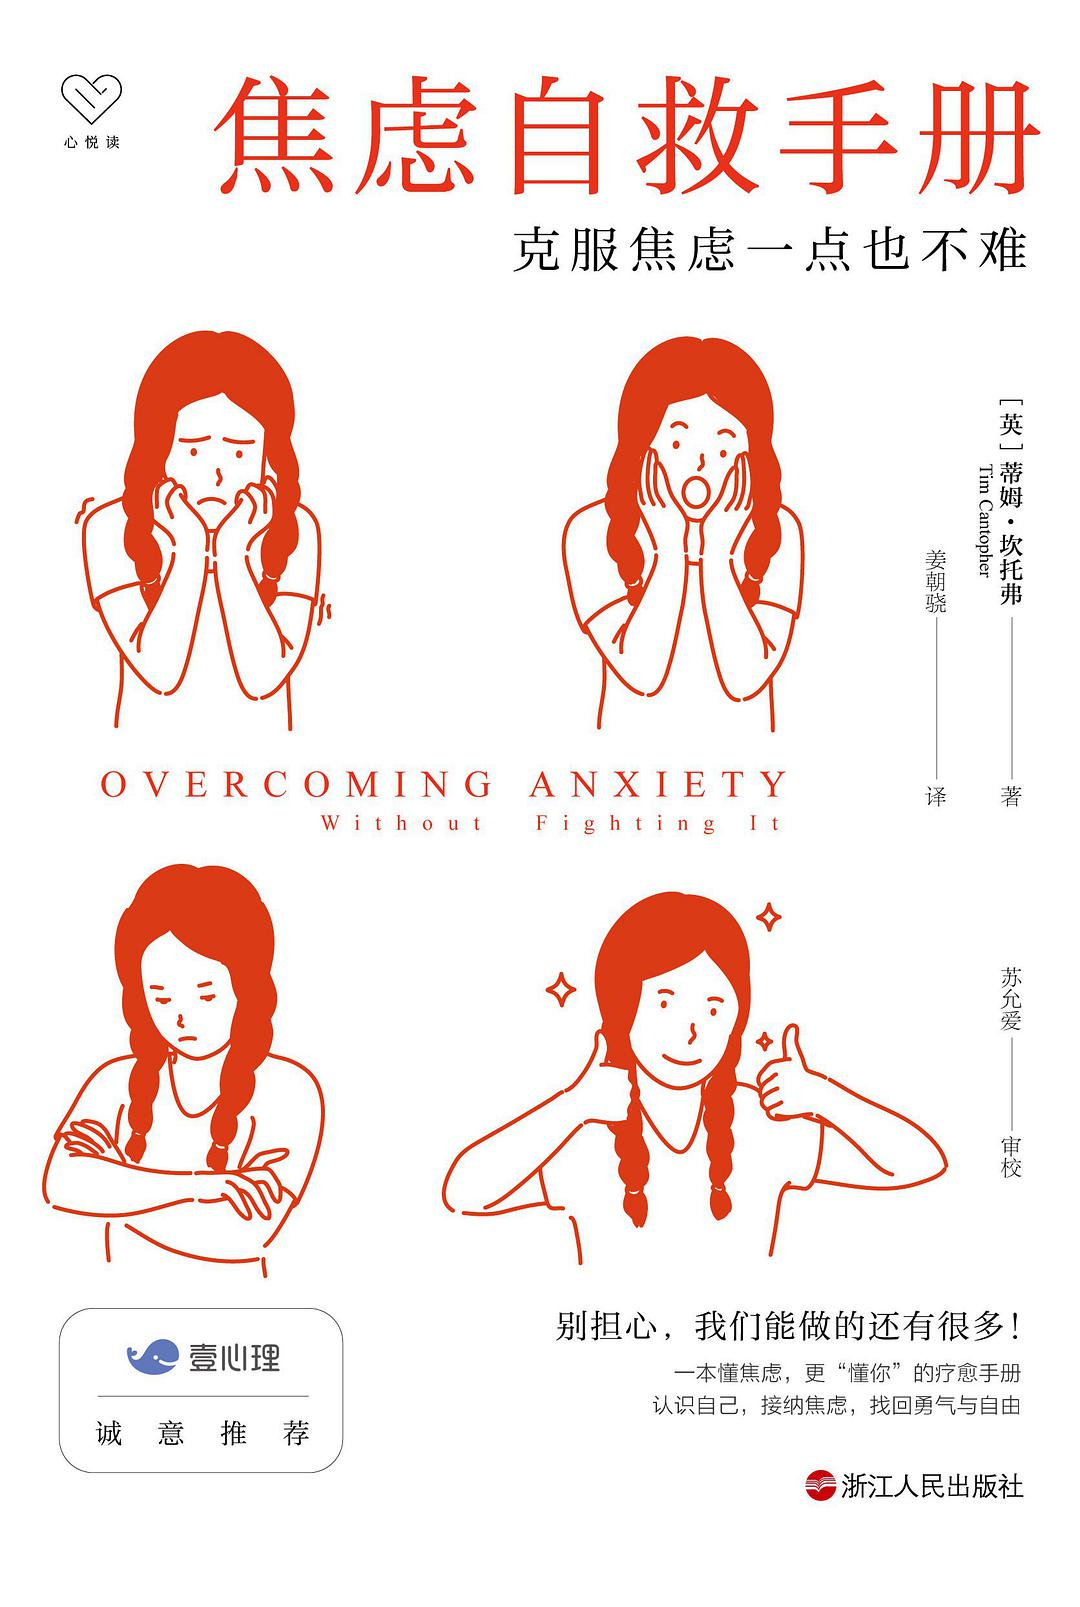 心悦读
焦虑自救手册
克服焦虑一点也不难
［英］蒂姆·坎托弗 著
Tim Cantopher
姜朝骁 译
OVERCOMING ANXIETY
Without Fighting It
苏允爱 审校
壹心理
诚意推荐
别担心，我们能做的还有很多！
一本懂焦虑，更“懂你”的疗愈手册
认识自己，接纳焦虑，找回勇气与自由
浙江人民出版社